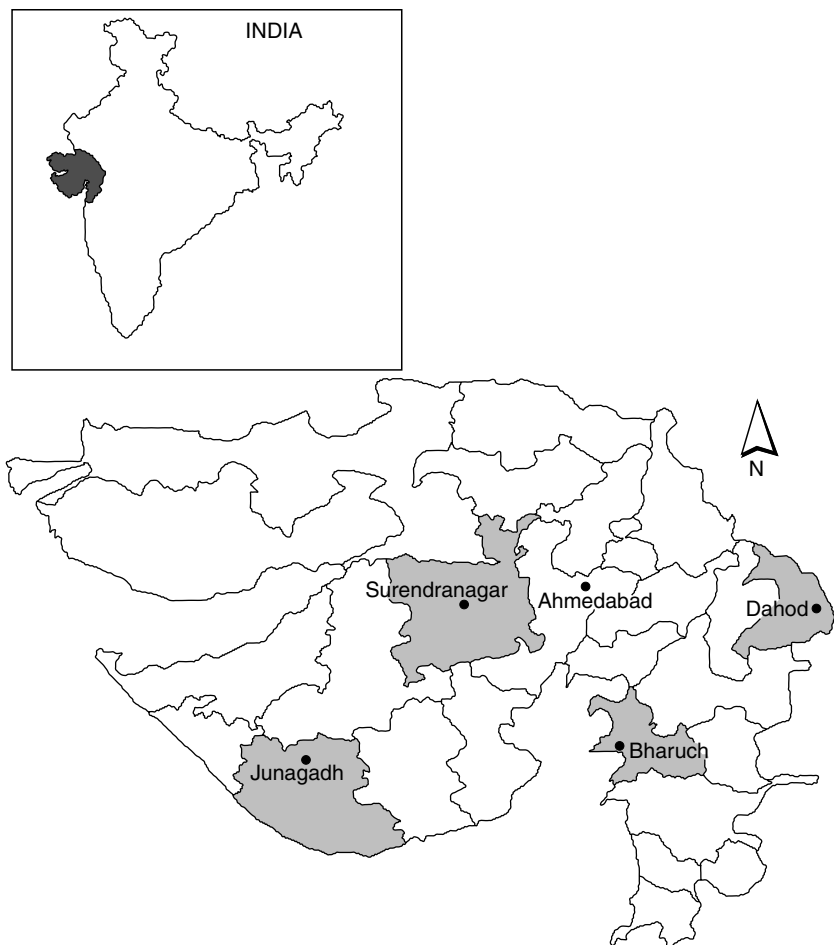 INDIA
N
Surendranagar
Ahmedabad
Dahod
Bharuch
Junagadh